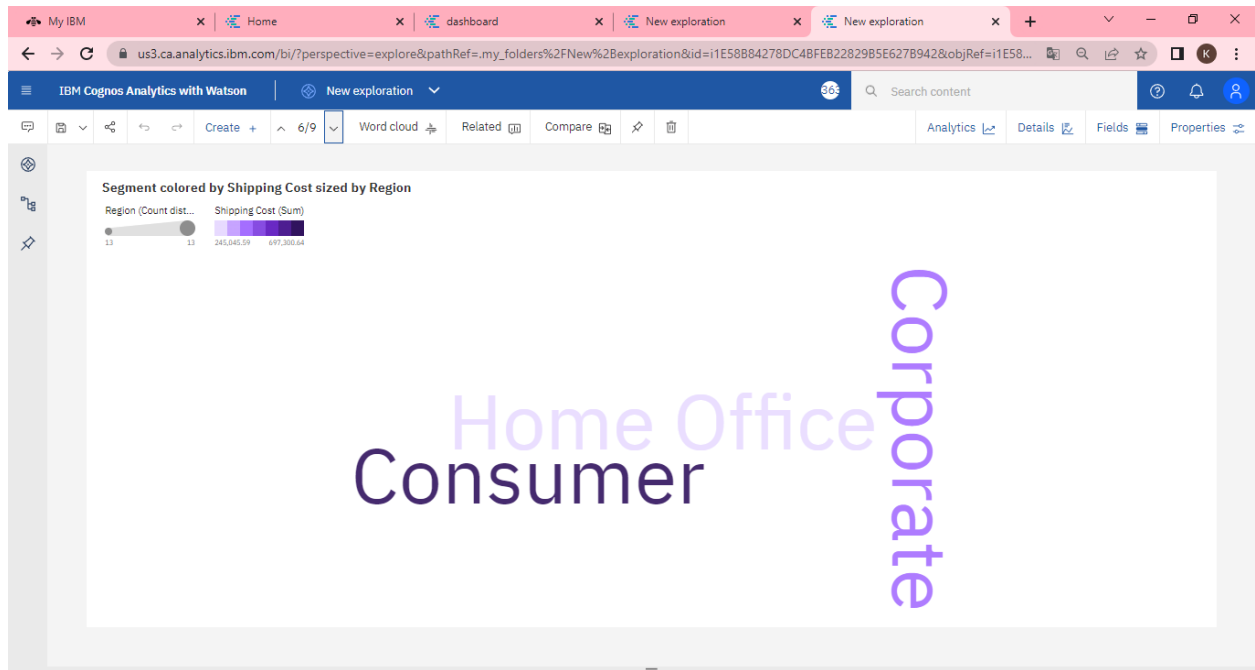 My IBM
Home
dashboard
New exploration
New exploration
us3.ca.analytics.ibm.com/bi/?perspective=explore&pathRef=.my_folders%2FNew%2Bexploration&id=i1E58B84278DC4BFEB22829B5E627B942&objRef=i1E58...
K
IBM Cognos Analytics with Watson
New exploration
363
Search content
Create +
6/9
Word cloud
Related
Compare
Analytics
Details
Fields
Properties
Segment colored by Shipping Cost sized by Region
Region (Count dist...
Shipping Cost (Sum)
13
13
245,045.59
697,300.64
Home Office
Consumer
Corporate